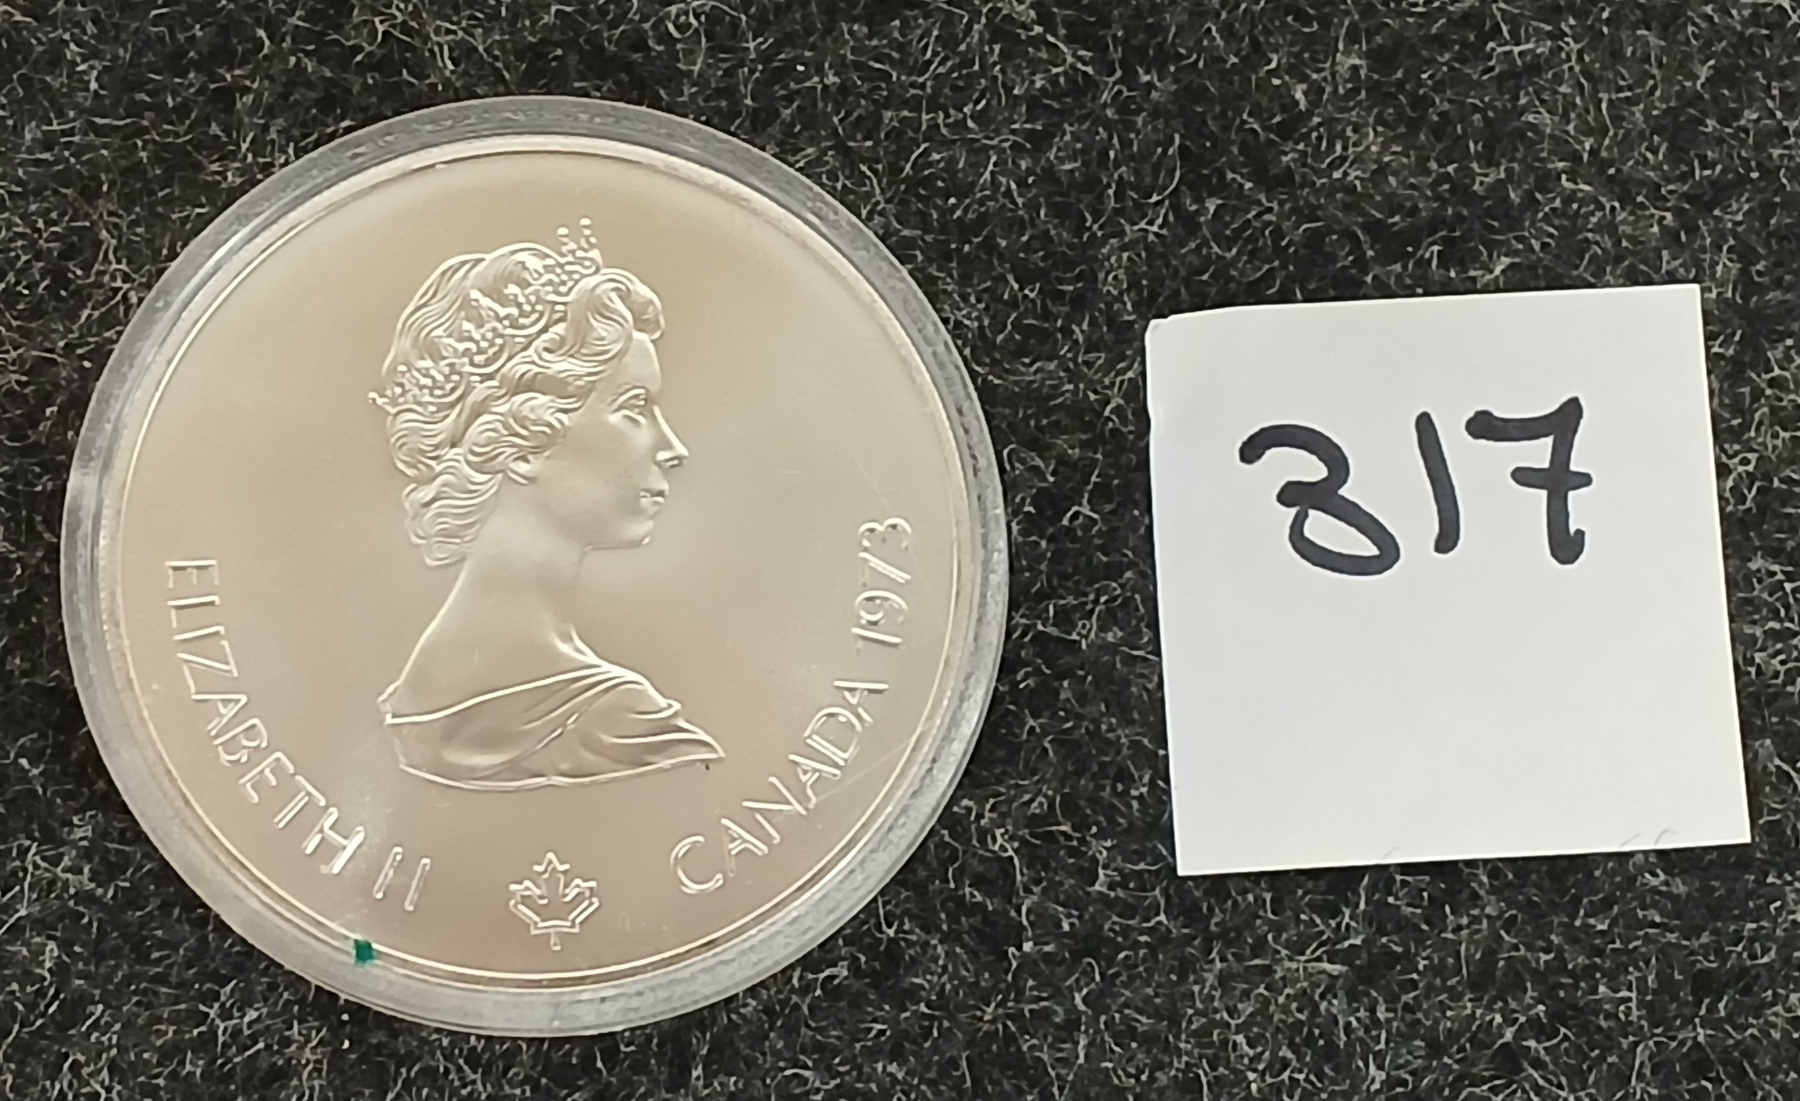 ELIZABETH II
CANADA 1973
317